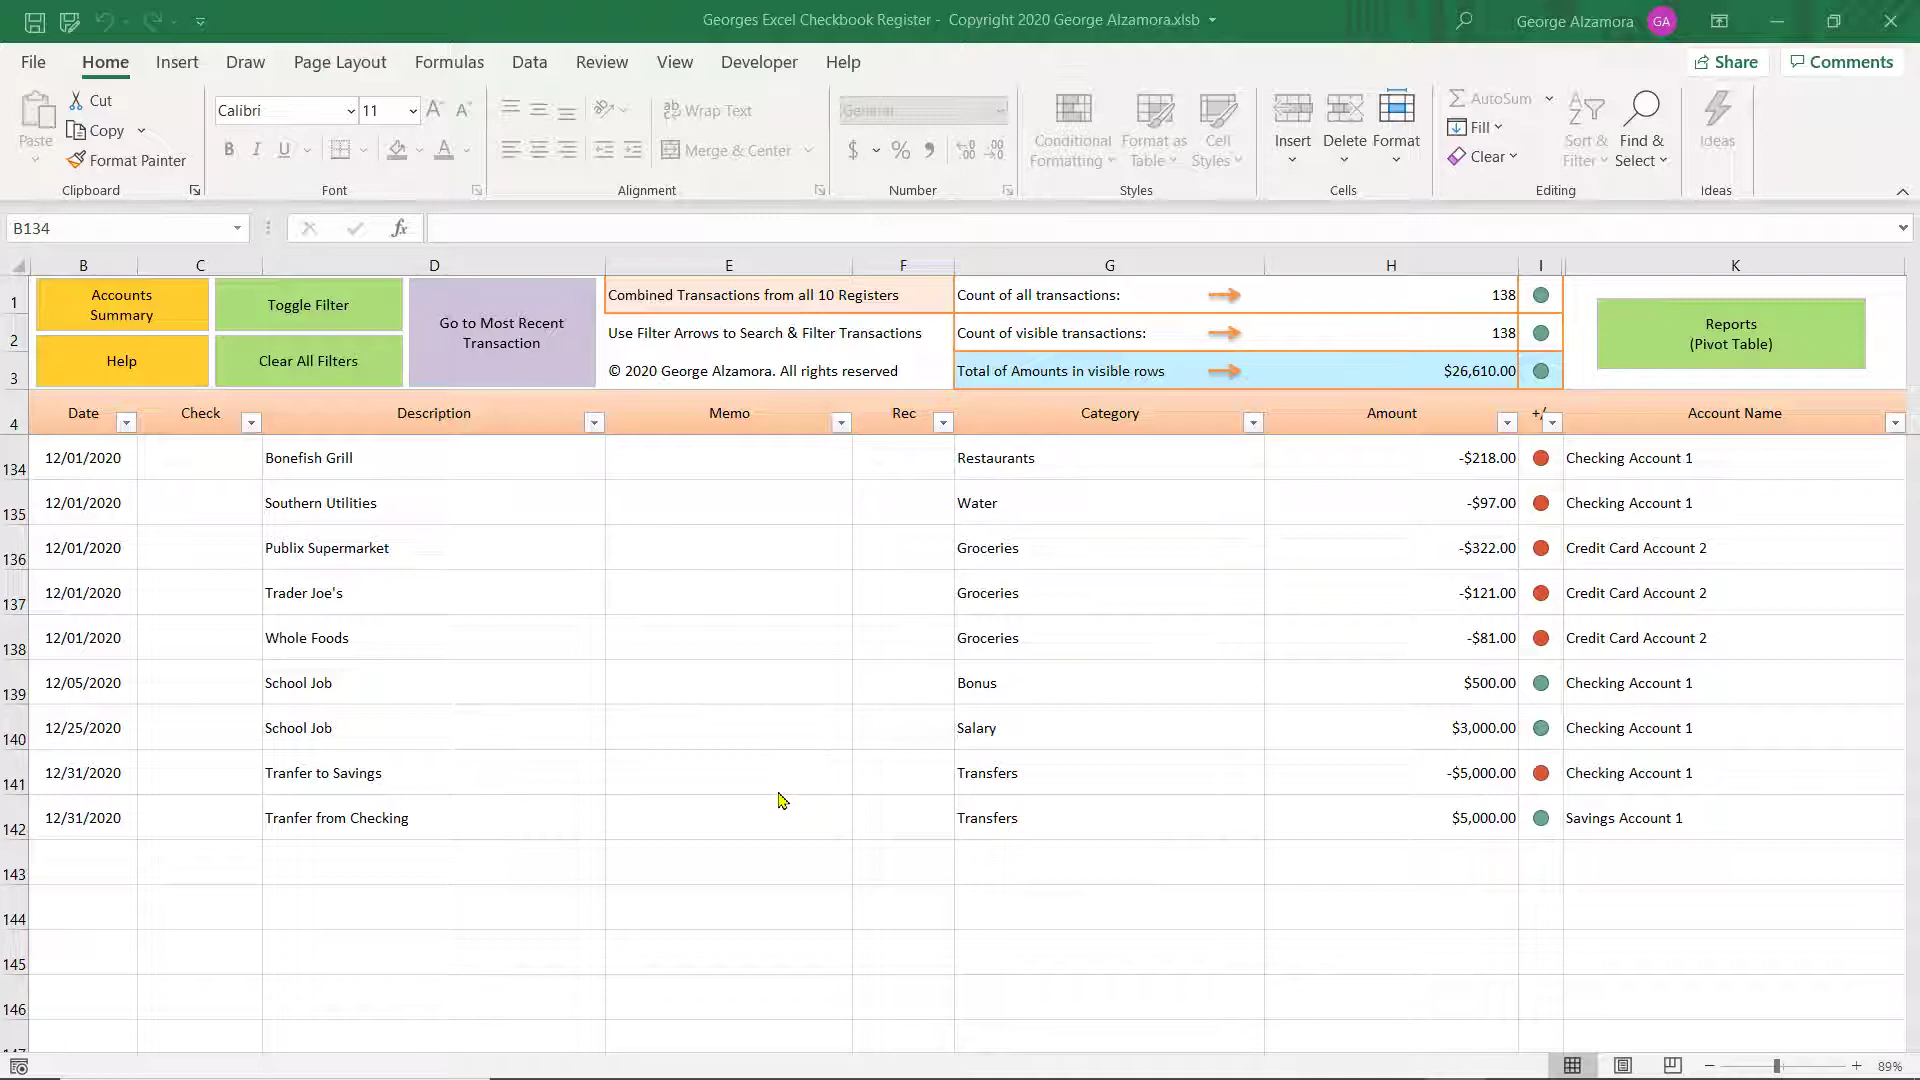 Georges Excel Checkbook Register - Copyright 2020 George Alzamora.xlsb
George Alzamora GA
File Home Insert Draw Page Layout Formulas Data Review View Developer Help Share Comments
Paste
Cut
Copy
Format Painter
Clipboard
Calibri 11
B I U
Font
ab Wrap Text
Merge & Center
Alignment
General
$ % 9
Number
Conditional Formatting
Format as Table
Cell Styles
Styles
Insert Delete Format
Cells
AutoSum
Fill
Clear
Sort & Filter
Find & Select
Editing
Ideas
Ideas
B134
fx
B C D E F G H I K
1 2 3 4
Accounts Summary
Toggle Filter
Go to Most Recent Transaction
Help
Clear All Filters
Combined Transactions from all 10 Registers
Use Filter Arrows to Search & Filter Transactions
© 2020 George Alzamora. All rights reserved
Count of all transactions: 138
Count of visible transactions: 138
Total of Amounts in visible rows $26,610.00
Reports
(Pivot Table)
Date Check Description Memo Rec Category Amount +/ Account Name
134 12/01/2020 Bonefish Grill Restaurants -$218.00 Checking Account 1
135 12/01/2020 Southern Utilities Water -$97.00 Checking Account 1
136 12/01/2020 Publix Supermarket Groceries -$322.00 Credit Card Account 2
137 12/01/2020 Trader Joe's Groceries -$121.00 Credit Card Account 2
138 12/01/2020 Whole Foods Groceries -$81.00 Credit Card Account 2
139 12/05/2020 School Job Bonus $500.00 Checking Account 1
140 12/25/2020 School Job Salary $3,000.00 Checking Account 1
141 12/31/2020 Tranfer to Savings Transfers -$5,000.00 Checking Account 1
142 12/31/2020 Tranfer from Checking Transfers $5,000.00 Savings Account 1
143
144
145
146
89%